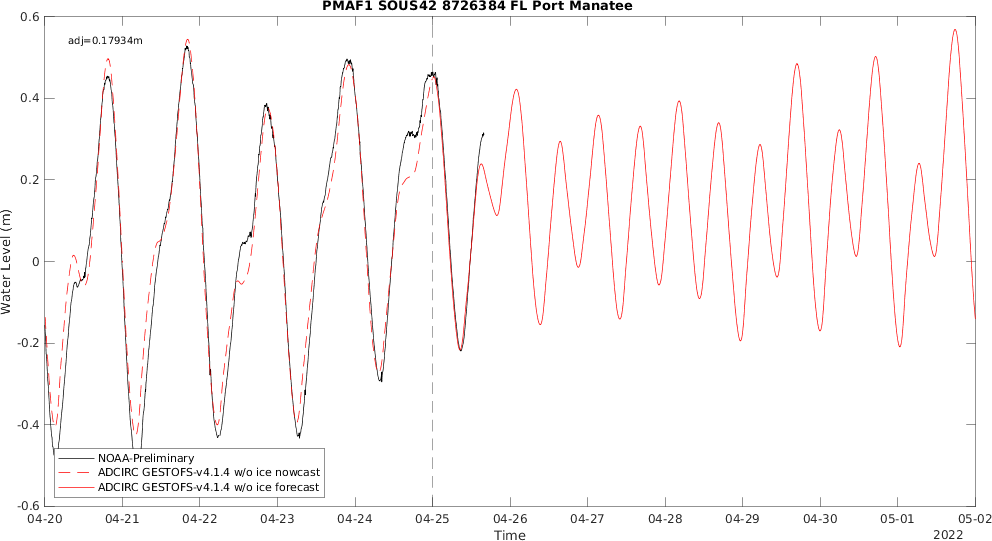 PMAF1 SOUS42 8726384 FL Port Manatee
adj=0.17934m
0.6
0.4
0.2
0
-0.2
-0.4
-0.6
Water Level (m)
NOAA-Preliminary
ADCIRC GESTOFS-v4.1.4 w/o ice nowcast
ADCIRC GESTOFS-v4.1.4 w/o ice forecast
04-20 04-21 04-22 04-23 04-24 04-25 04-26 04-27 04-28 04-29 04-30 05-01 05-02
Time
2022